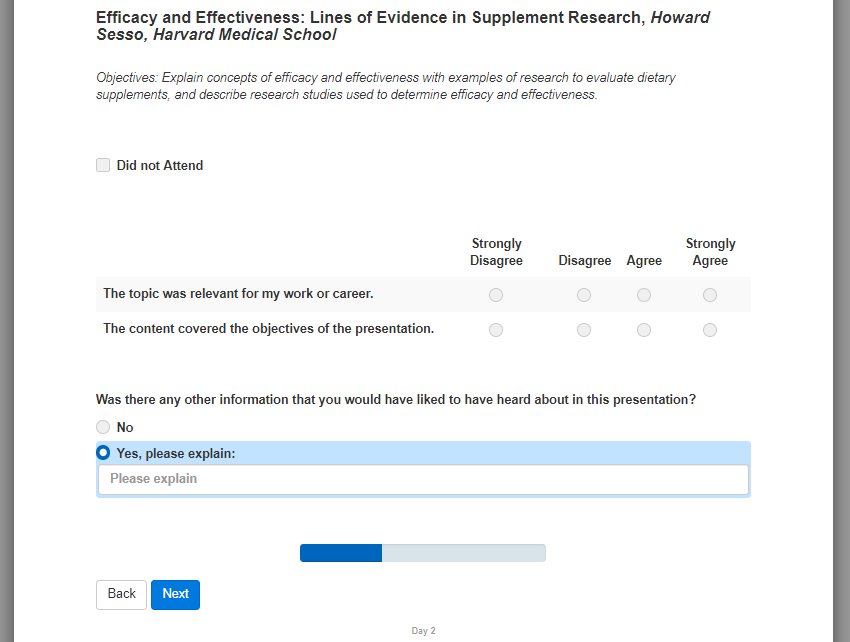 Efficacy and Effectiveness: Lines of Evidence in Supplement Research, Howard
Sesso, Harvard Medical School
Objectives: Explain concepts of efficacy and effectiveness with examples of research to evaluate dietary
supplements, and describe research studies used to determine efficacy and effectiveness.
Did not Attend
Strongly Disagree Disagree Agree Strongly Agree
The topic was relevant for my work or career.
The content covered the objectives of the presentation.
Was there any other information that you would have liked to have heard about in this presentation?
No
Yes, please explain:
Please explain
Back Next
Day 2